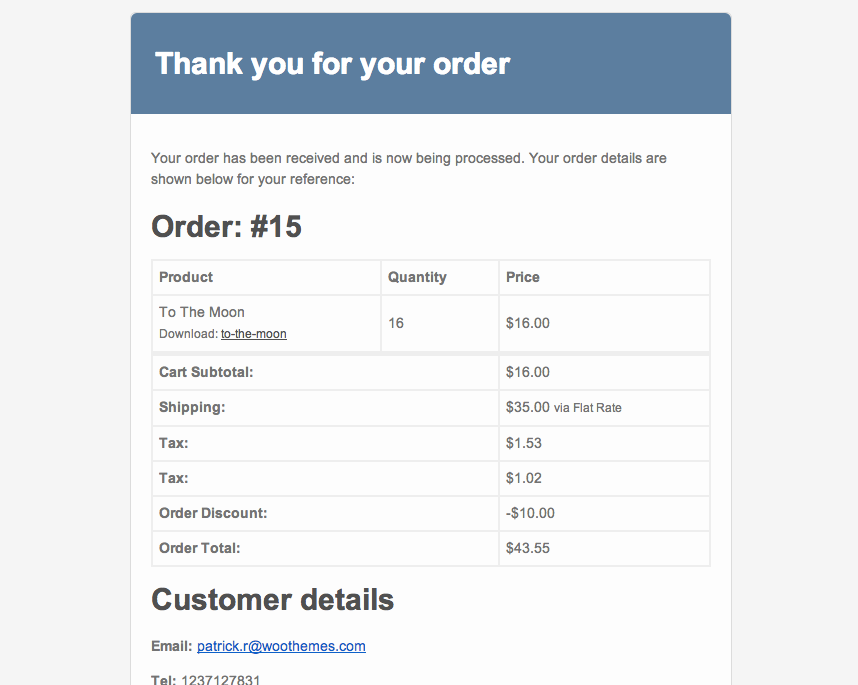 Thank you for your order
Your order has been received and is now being processed. Your order details are
shown below for your reference:
Order: #15
Product Quantity Price
To The Moon
Download: to-the-moon
16 $16.00
Cart Subtotal: $16.00
Shipping: $35.00 via Flat Rate
Tax: $1.53
Tax: $1.02
Order Discount: -$10.00
Order Total: $43.55
Customer details
Email: patrick.r@woothemes.com
Tel: 1237127831